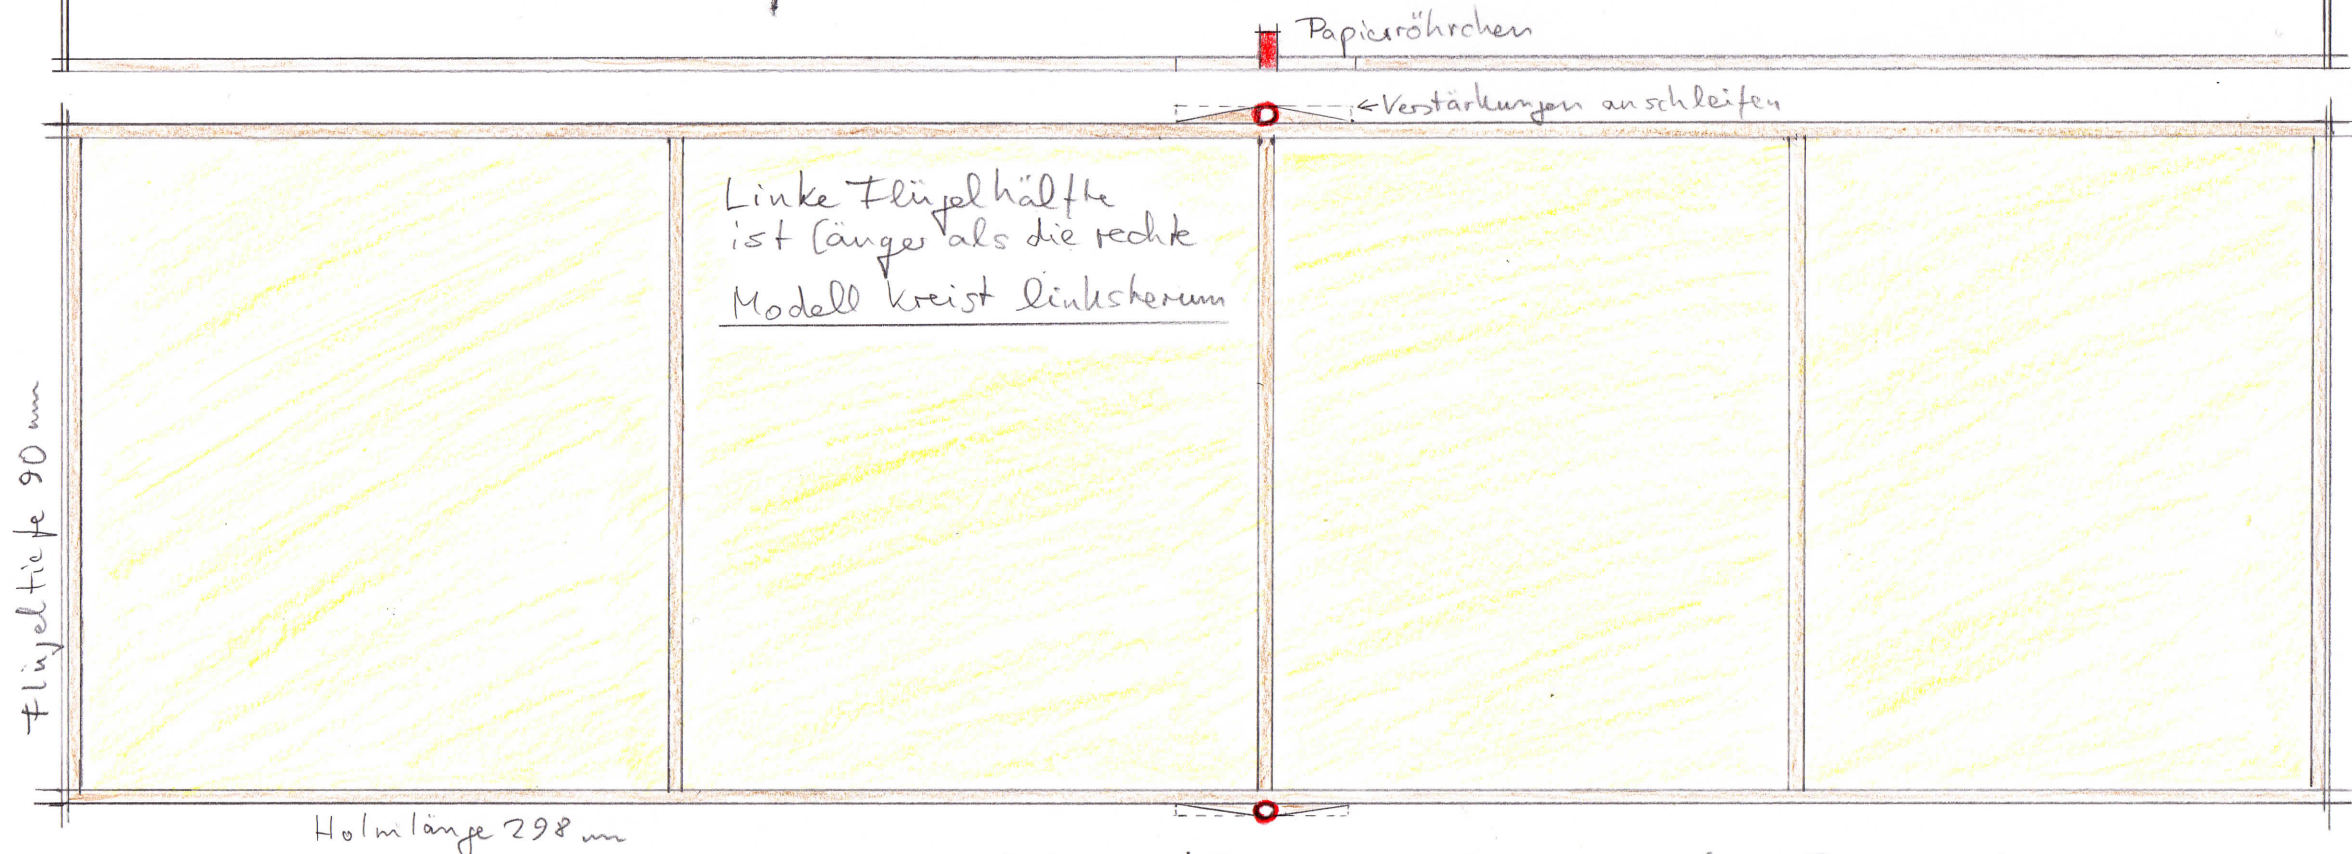 Papierröhrchen
←Verstärkungen anschleifen
Linke Flügelhälfte
ist länger als die rechte
Modell kreist linksherum
Flügeltiefe 90 mm
Holmlänge 298 mm